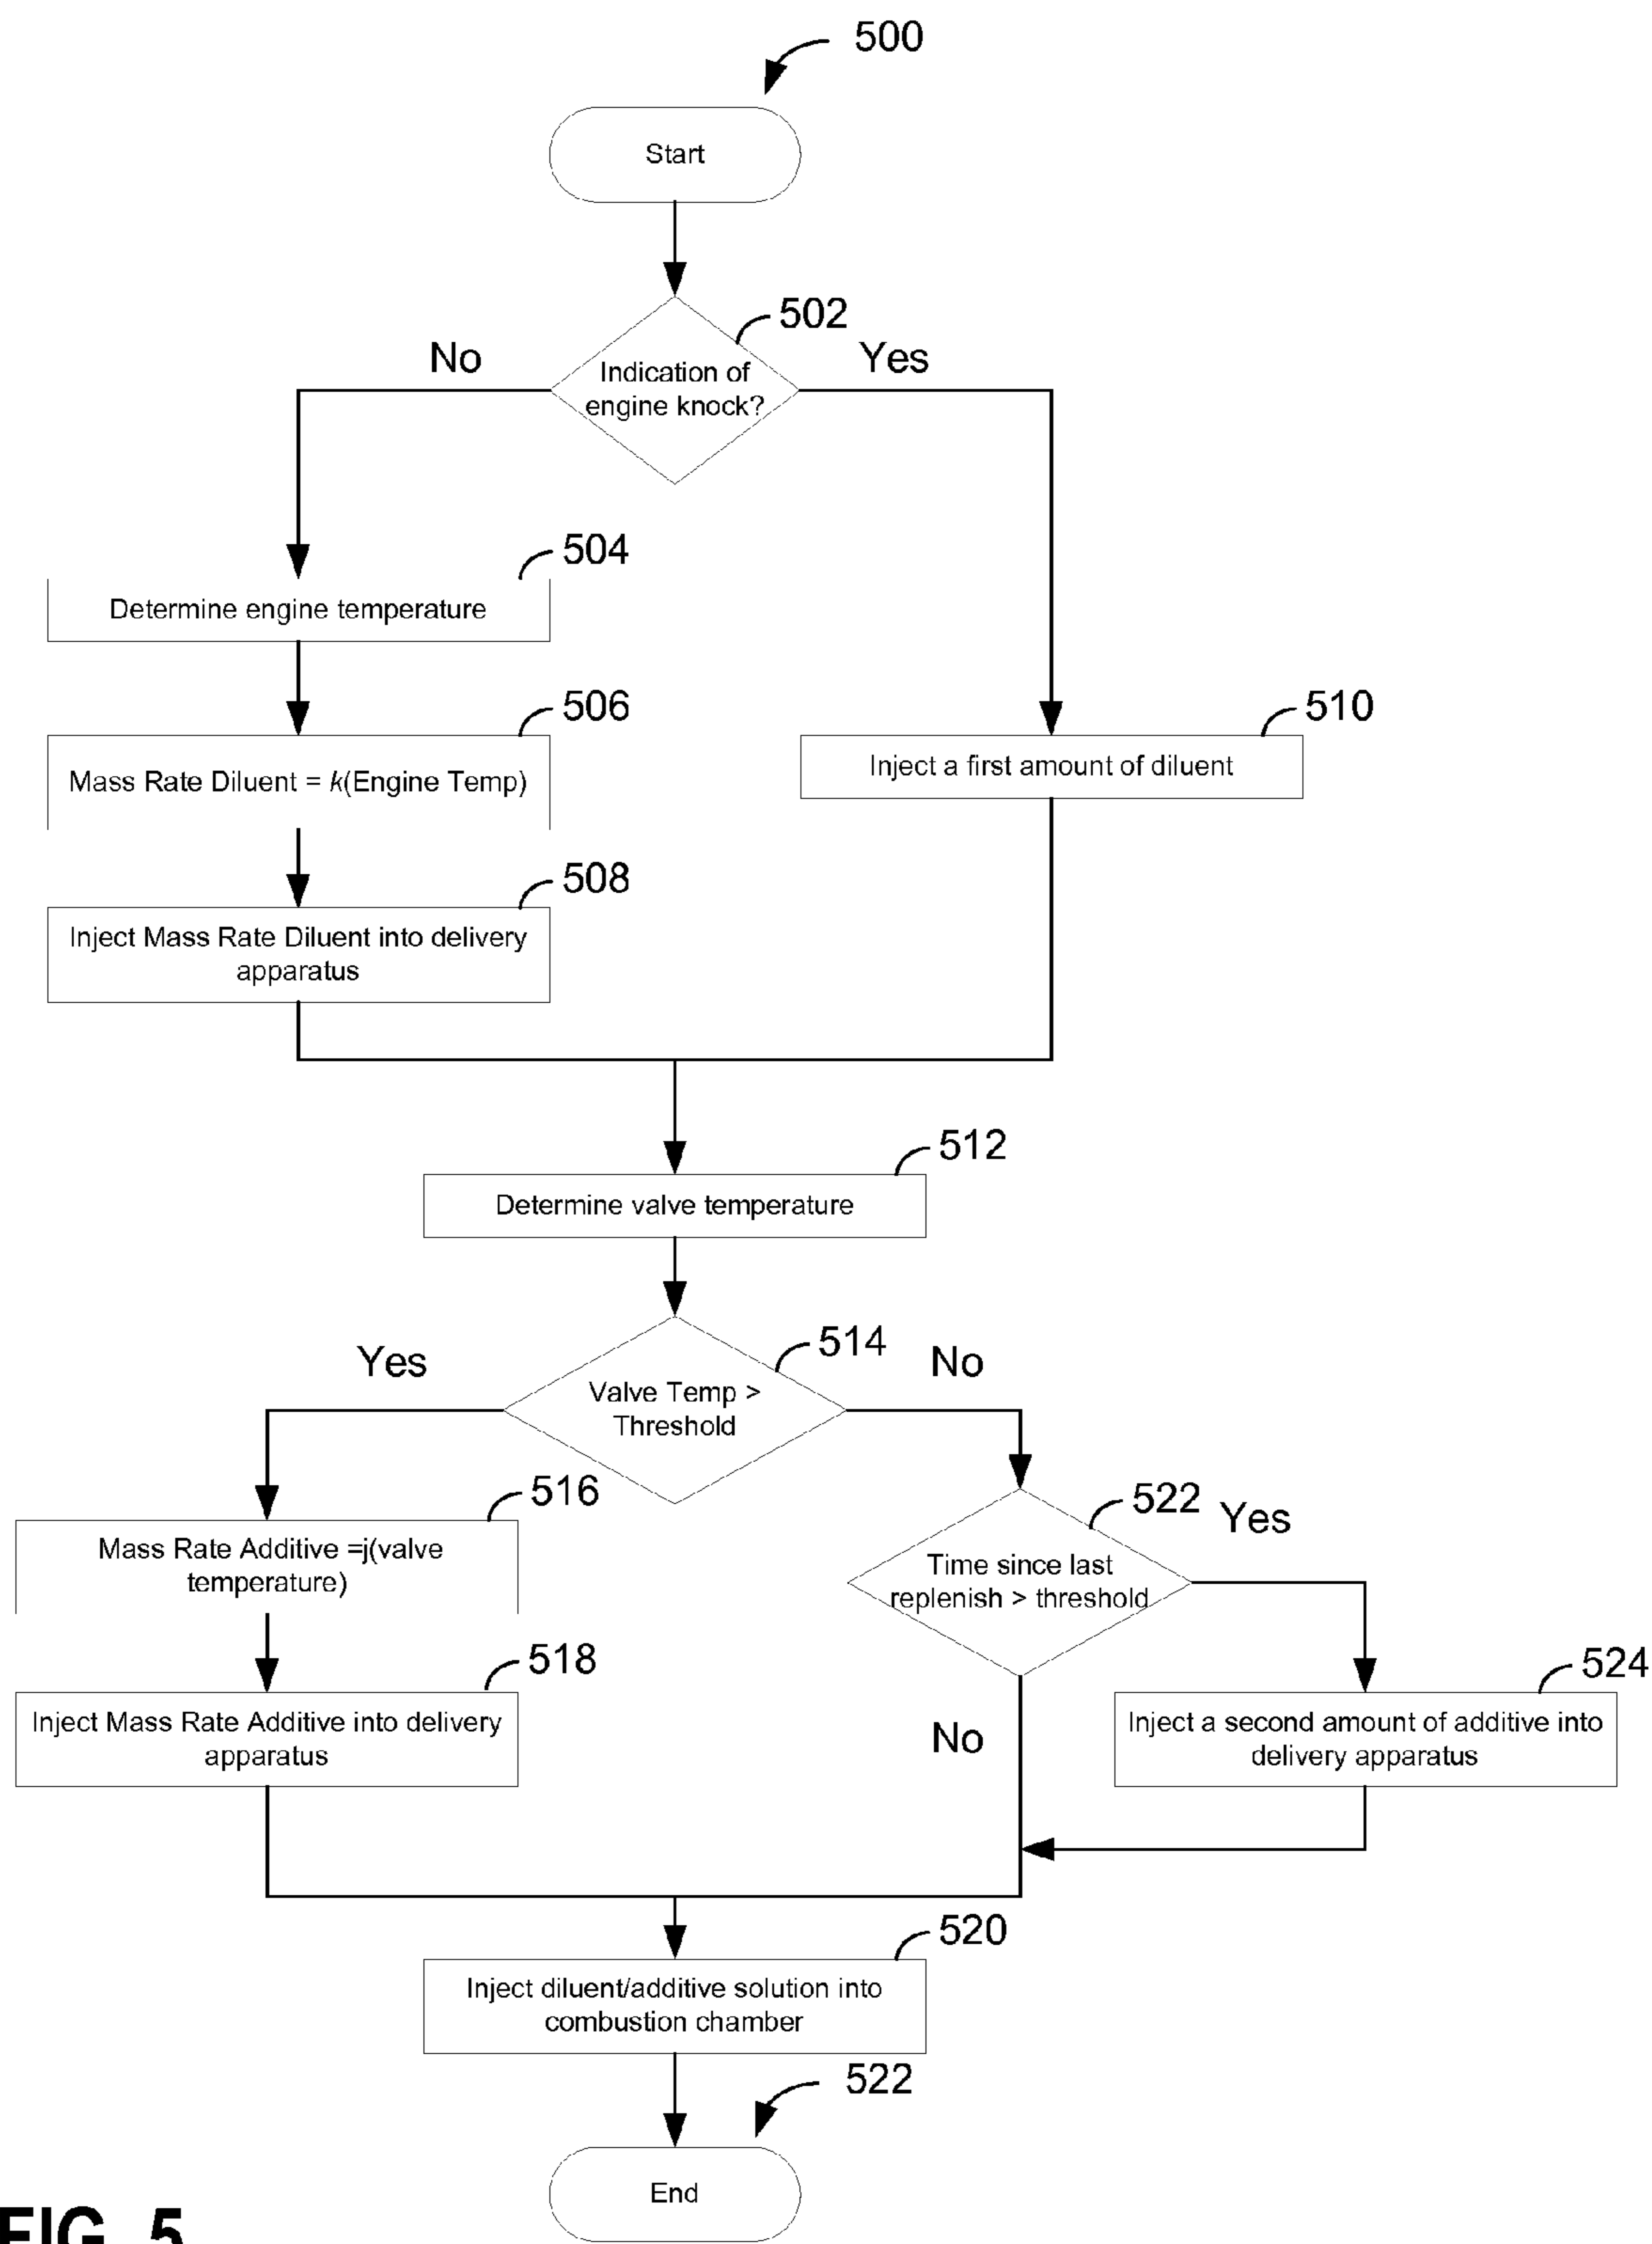 500
Start
502
No
Yes
Indication of
engine knock?
504
Determine engine temperature
506
510
Mass Rate Diluent = k(Engine Temp)
Inject a first amount of diluent
508
Inject Mass Rate Diluent into delivery
apparatus
512
Determine valve temperature
514
Yes
No
Valve Temp >
Threshold
516
522
Yes
Mass Rate Additive =j(valve
temperature)
Time since last
replenish > threshold
518
524
Inject Mass Rate Additive into delivery
apparatus
No
Inject a second amount of additive into
delivery apparatus
520
Inject diluent/additive solution into
combustion chamber
522
End
FIG. 5